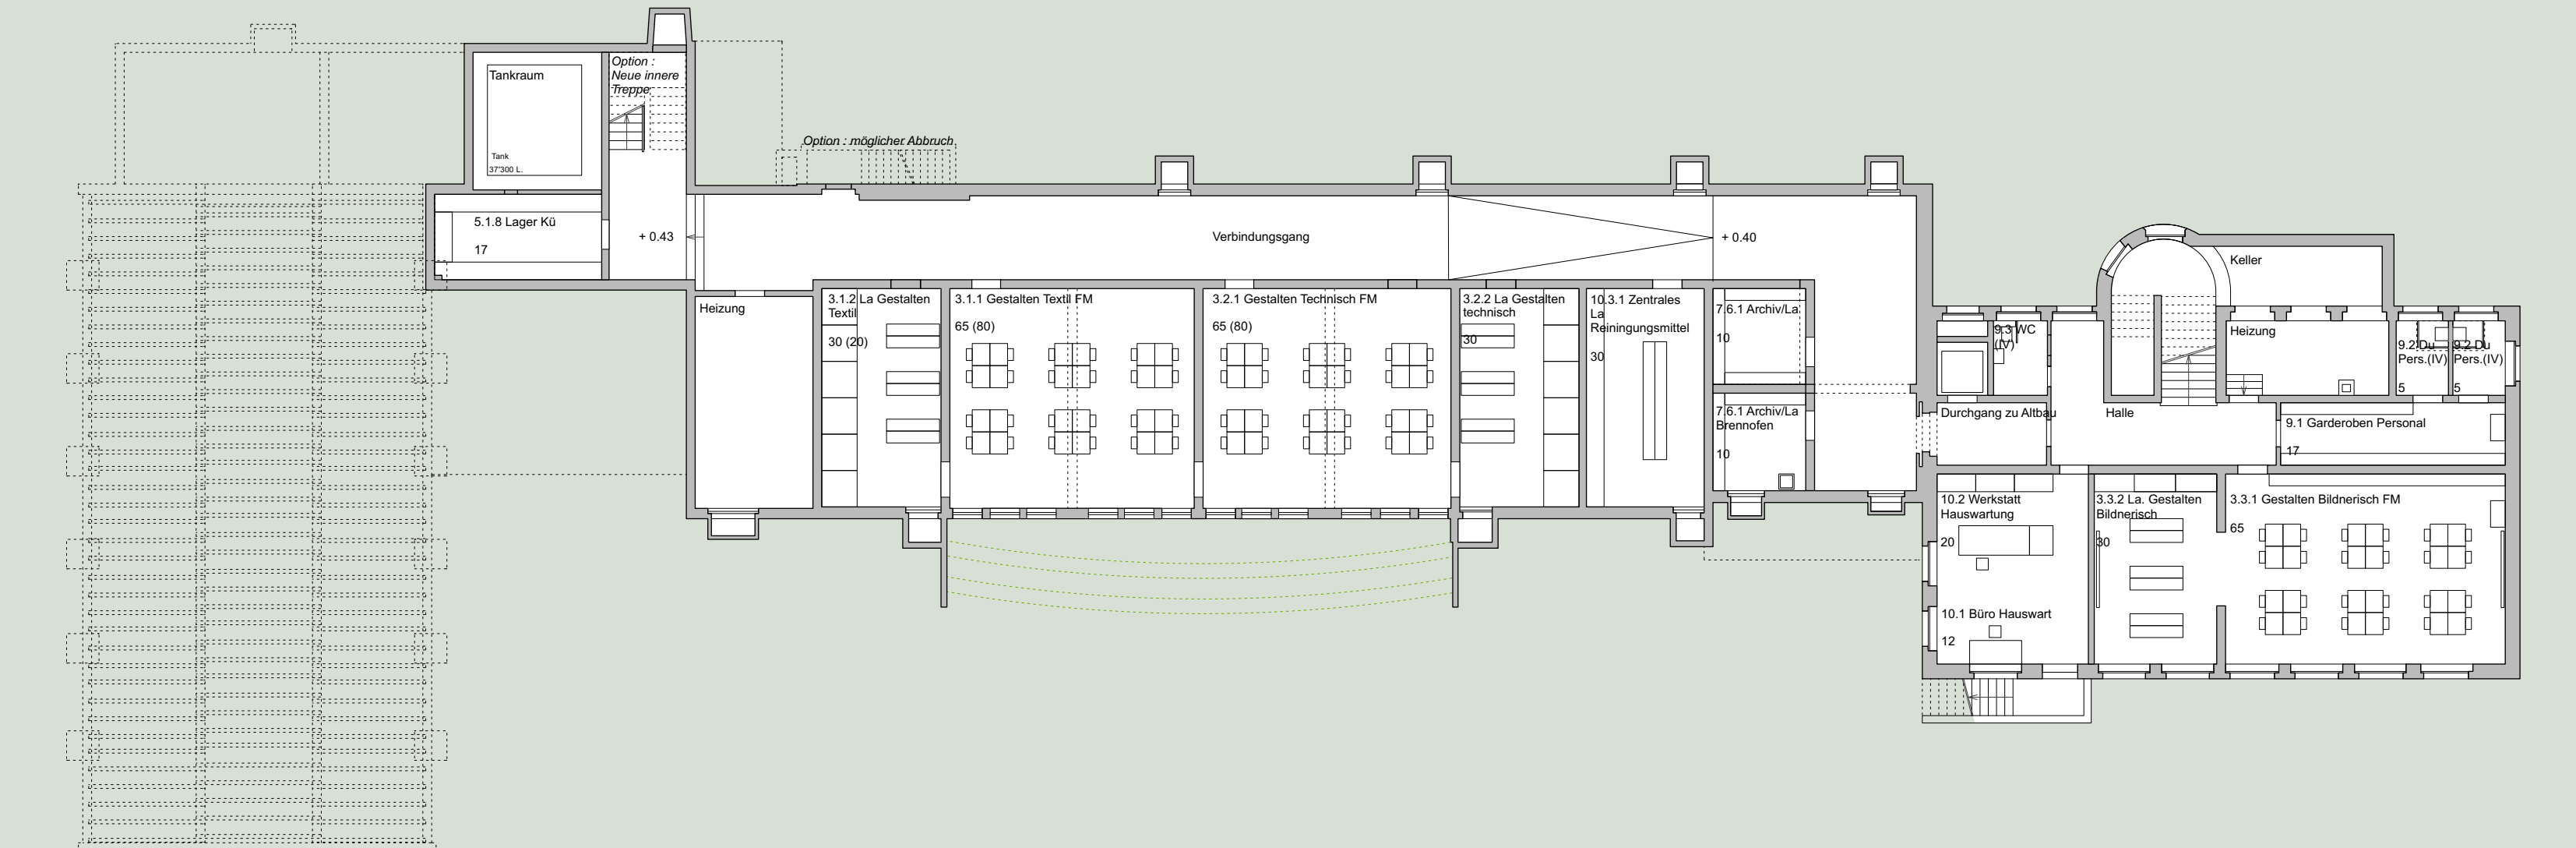 Tankraum
Tank
37'300 L.
Option :
Neue innere
Treppe
Option : möglicher Abbruch
5.1.8 Lager Kü
17
+ 0.43
Verbindungsgang
+ 0.40
Heizung
3.1.2 La Gestalten
Textil
30 (20)
3.1.1 Gestalten Textil FM
65 (80)
3.2.1 Gestalten Technisch FM
65 (80)
3.2.2 La Gestalten
technisch
30
10.3.1 Zentrales
La
Reiningungsmittel
30
7.6.1 Archiv/La
10
7.6.1 Archiv/La
Brennofen
10
9.3 WC
(IV)
Durchgang zu Altbau
Halle
Keller
Heizung
9.2 Du
Pers.(IV)
5
9.2 Du
Pers.(IV)
5
9.1 Garderoben Personal
17
10.2 Werkstatt
Hauswartung
20
10.1 Büro Hauswart
12
3.3.2 La. Gestalten
Bildnerisch
30
3.3.1 Gestalten Bildnerisch FM
65